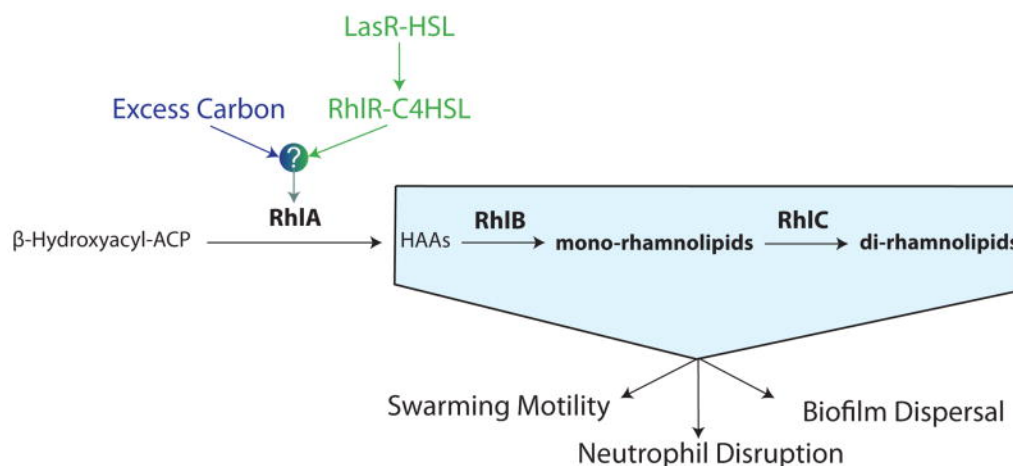 LasR-HSL
Excess Carbon
RhlR-C4HSL
?
RhlA
RhlB
RhlC
β-Hydroxyacyl-ACP
HAAs
mono-rhamnolipids
di-rhamnolipids
Swarming Motility
Biofilm Dispersal
Neutrophil Disruption